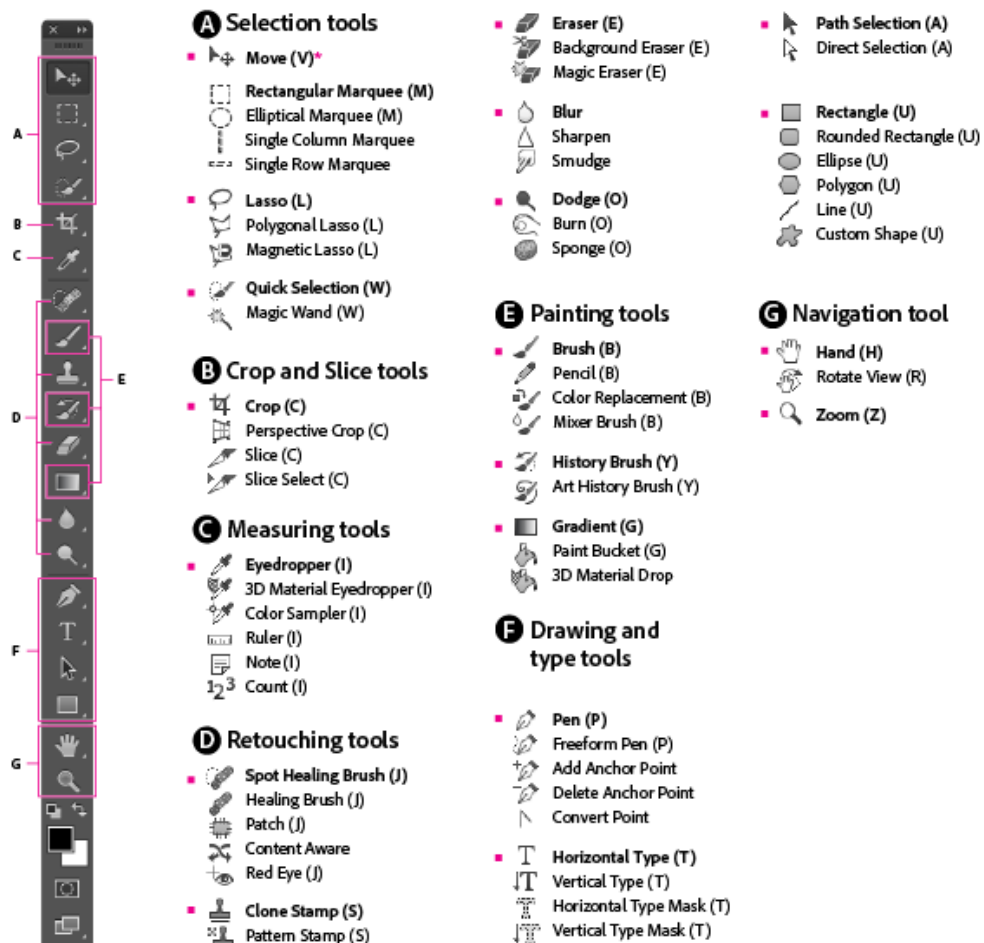 A
B
C
D
E
F
G
A Selection tools
Move (V)*
Rectangular Marquee (M)
Elliptical Marquee (M)
Single Column Marquee
Single Row Marquee
Lasso (L)
Polygonal Lasso (L)
Magnetic Lasso (L)
Quick Selection (W)
Magic Wand (W)
B Crop and Slice tools
Crop (C)
Perspective Crop (C)
Slice (C)
Slice Select (C)
C Measuring tools
Eyedropper (I)
3D Material Eyedropper (I)
Color Sampler (I)
Ruler (I)
Note (I)
Count (I)
D Retouching tools
Spot Healing Brush (J)
Healing Brush (J)
Patch (J)
Content Aware
Red Eye (J)
Clone Stamp (S)
Pattern Stamp (S)
Eraser (E)
Background Eraser (E)
Magic Eraser (E)
Blur
Sharpen
Smudge
Dodge (O)
Burn (O)
Sponge (O)
E Painting tools
Brush (B)
Pencil (B)
Color Replacement (B)
Mixer Brush (B)
History Brush (Y)
Art History Brush (Y)
Gradient (G)
Paint Bucket (G)
3D Material Drop
F Drawing and
type tools
Pen (P)
Freeform Pen (P)
Add Anchor Point
Delete Anchor Point
Convert Point
Horizontal Type (T)
Vertical Type (T)
Horizontal Type Mask (T)
Vertical Type Mask (T)
Path Selection (A)
Direct Selection (A)
Rectangle (U)
Rounded Rectangle (U)
Ellipse (U)
Polygon (U)
Line (U)
Custom Shape (U)
G Navigation tool
Hand (H)
Rotate View (R)
Zoom (Z)